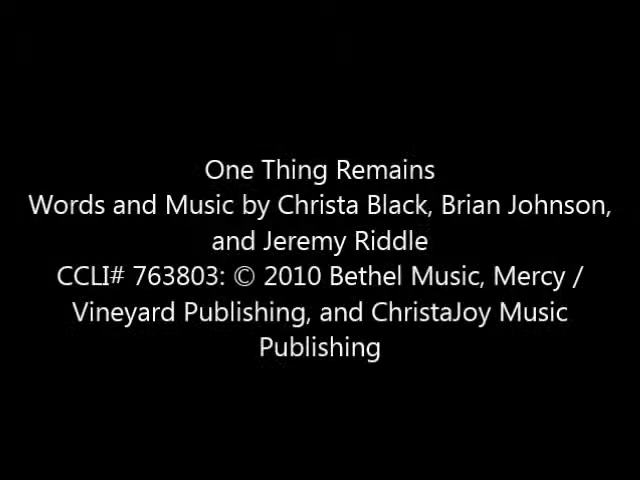 One Thing Remains
Words and Music by Christa Black, Brian Johnson,
and Jeremy Riddle
CCLI# 763803: © 2010 Bethel Music, Mercy /
Vineyard Publishing, and ChristaJoy Music
Publishing